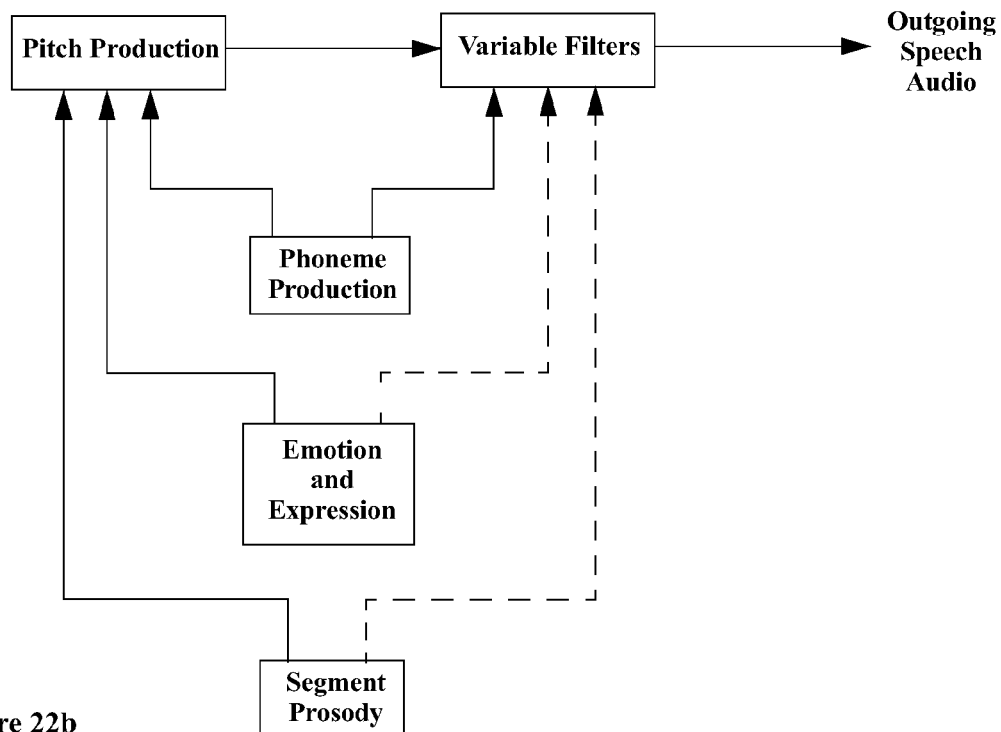 Pitch Production
Variable Filters
Outgoing
Speech
Audio
Phoneme
Production
Emotion
and
Expression
Segment
Prosody
re 22b